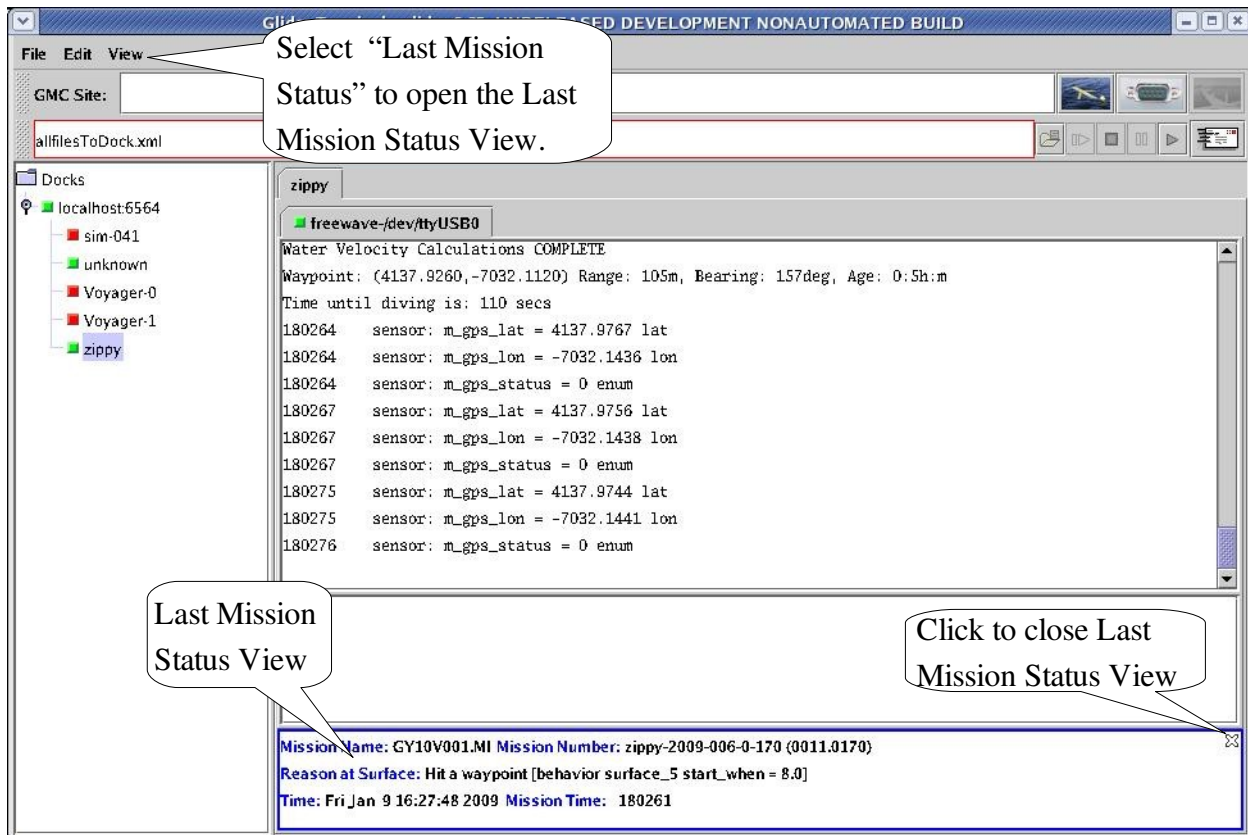 SED DEVELOPMENT NONAUTOMATED BUILD
File Edit View
Select “Last Mission
Status” to open the Last
Mission Status View.
GMC Site:
allfilesToDock.xml
Docks
localhost:6564
sim-041
unknown
Voyager-0
Voyager-1
zippy
zippy
freewave-/dev/ttyUSB0
Water Velocity Calculations COMPLETE
Waypoint: (4137.9260,-7032.1120) Range: 105m, Bearing: 157deg, Age: 0:5h:m
Time until diving is: 110 secs
180264 sensor: m_gps_lat = 4137.9767 lat
180264 sensor: m_gps_lon = -7032.1436 lon
180264 sensor: m_gps_status = 0 enum
180267 sensor: m_gps_lat = 4137.9756 lat
180267 sensor: m_gps_lon = -7032.1438 lon
180267 sensor: m_gps_status = 0 enum
180275 sensor: m_gps_lat = 4137.9744 lat
180275 sensor: m_gps_lon = -7032.1441 lon
180276 sensor: m_gps_status = 0 enum
Last Mission
Status View
Click to close Last
Mission Status View
Mission Name: GY10V001.MI Mission Number: zippy-2009-006-0-170 (0011.0170)
Reason at Surface: Hit a waypoint [behavior surface_5 start_when = 8.0]
Time: Fri Jan 9 16:27:48 2009 Mission Time: 180261